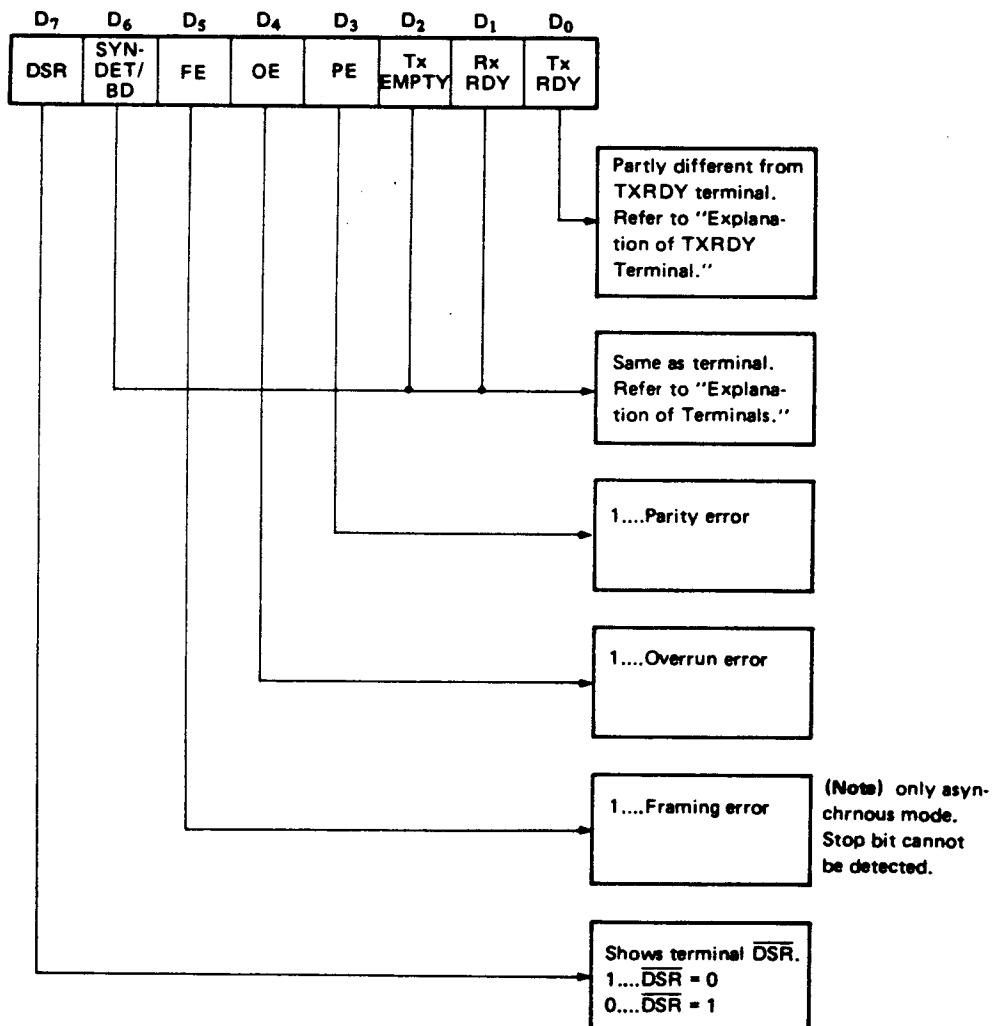 D7 D6 D5 D4 D3 D2 D1 D0
DSR
SYN-
DET/
BD
FE
OE
PE
Tx
EMPTY
Rx
RDY
Tx
RDY
Partly different from
TXRDY terminal.
Refer to "Explana-
tion of TXRDY
Terminal."
Same as terminal.
Refer to "Explana-
tion of Terminals."
1....Parity error
1....Overrun error
1....Framing error
(Note) only asyn-
chrnous mode.
Stop bit cannot
be detected.
Shows terminal D̅S̅R̅.
1....D̅S̅R̅ = 0
0....D̅S̅R̅ = 1